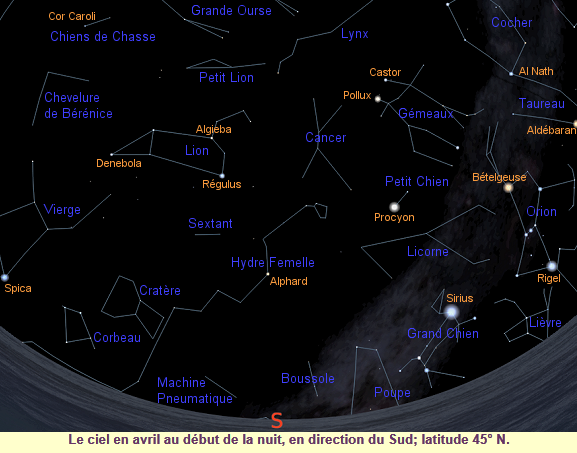 Cor Caroli
Grande Ourse
Cocher
Chiens de Chasse
Lynx
Petit Lion
Castor
Al Nath
Chevelure
de Bérénice
Pollux
Gémeaux
Taureau
Algieba
Cancer
Aldébaran
Denebola
Lion
Régulus
Petit Chien
Bételgeuse
Vierge
Sextant
Procyon
Orion
Hydre Femelle
Licorne
Spica
Cratère
Alphard
Rigel
Sirius
Corbeau
Grand Chien
Lièvre
Machine
Pneumatique
Boussole
Poupe
S
Le ciel en avril au début de la nuit, en direction du Sud; latitude 45° N.